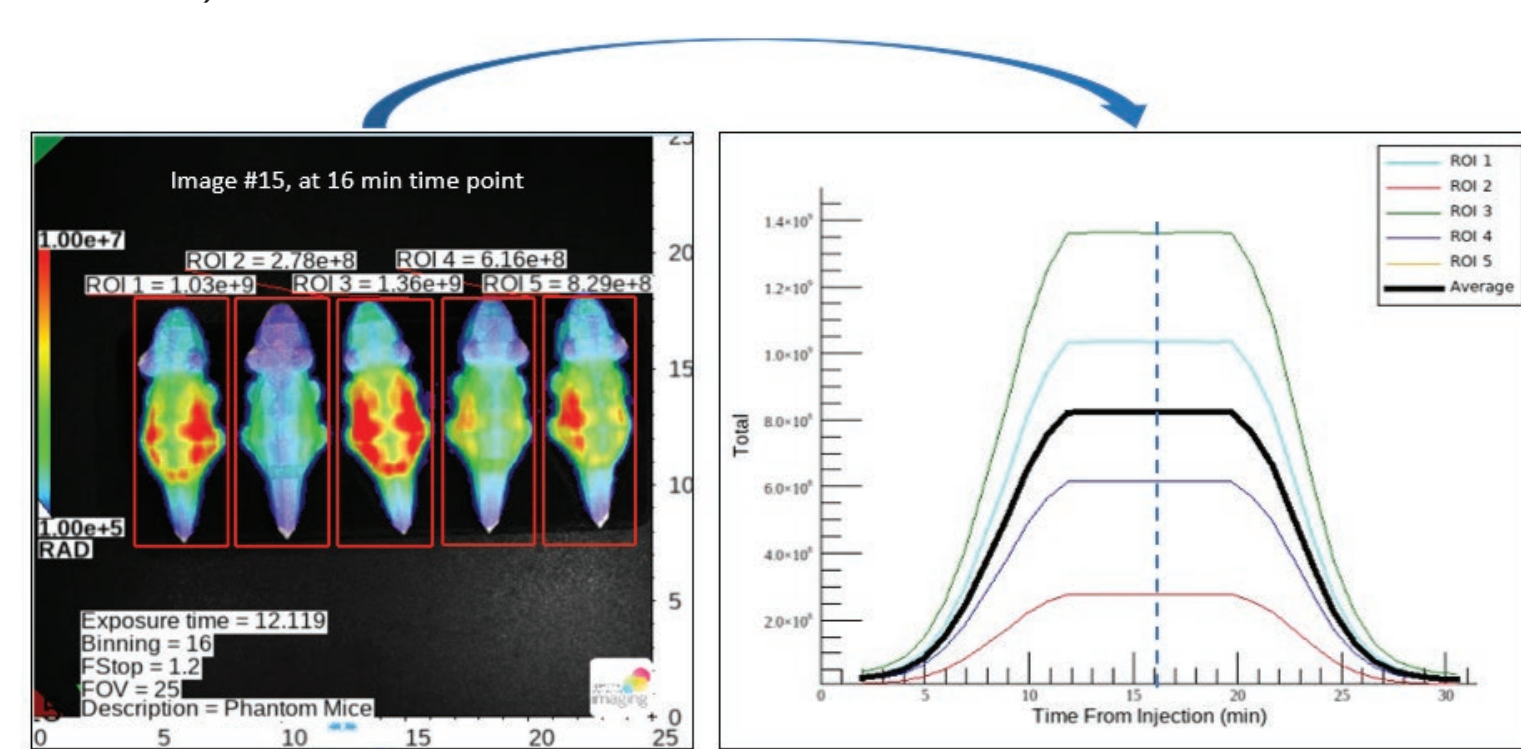 Image #15, at 16 min time point
1.00e+7
ROI 2 = 2.78e+8
ROI 4 = 6.16e+8
ROI 1 = 1.03e+9
ROI 3 = 1.36e+9
ROI 5 = 8.29e+8
1.00e+5
RAD
Exposure time = 12.119
Binning = 16
FStop = 1.2
FOV = 25
Description = Phantom Mice
imaging
20
15
10
5
0
0 5 10 15 20 25
ROI 1
ROI 2
ROI 3
ROI 4
ROI 5
Average
Total
1.4×10⁹
1.2×10⁹
1.0×10⁹
8.0×10⁸
6.0×10⁸
4.0×10⁸
2.0×10⁸
0 5 10 15 20 25 30
Time From Injection (min)